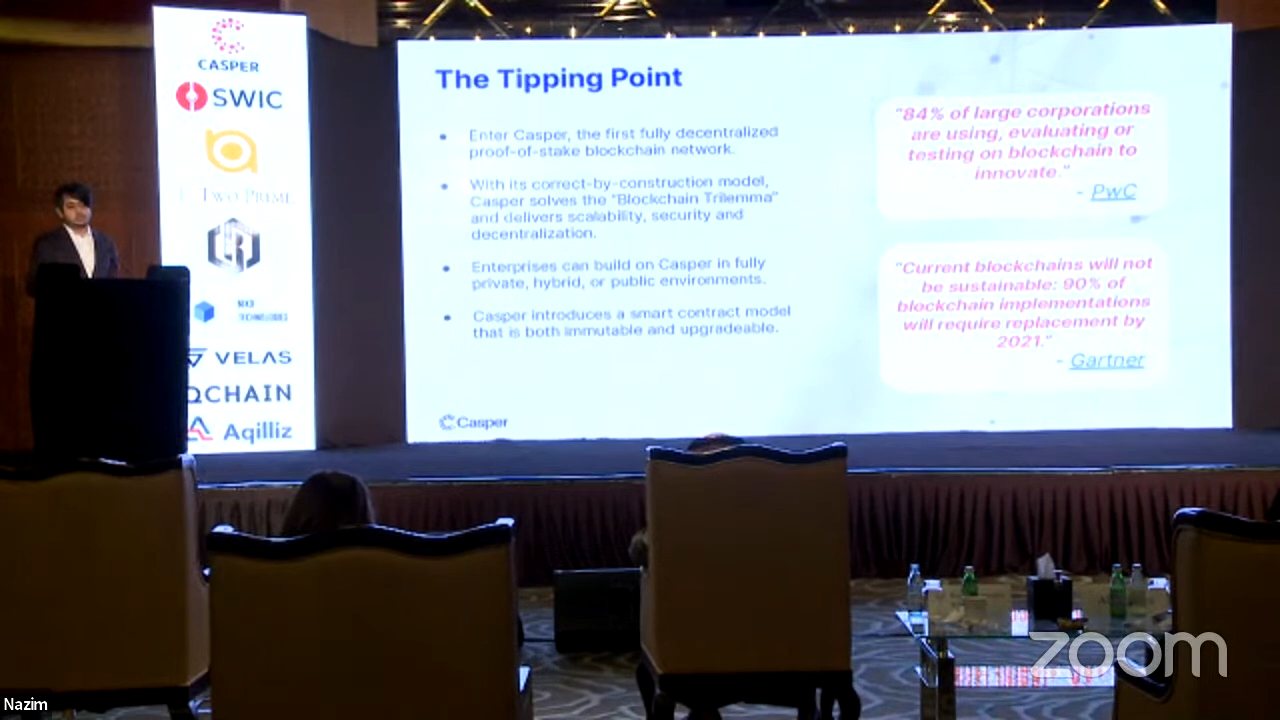 CASPER
SWIC
TWO PRIME
VELAS
QCHAIN
Aqilliz
The Tipping Point
Enter Casper, the first fully decentralized
proof-of-stake blockchain network.
With its correct-by-construction model,
Casper solves the "Blockchain Trilemma"
and delivers scalability, security and
decentralization.
Enterprises can build on Casper in fully
private, hybrid, or public environments.
Casper introduces a smart contract model
that is both immutable and upgradeable.
Casper
"84% of large corporations
are using, evaluating or
testing on blockchain to
innovate."
- PwC
"Current blockchains will not
be sustainable: 90% of
blockchain implementations
will require replacement by
2021."
- Gartner
zoom
Nazim